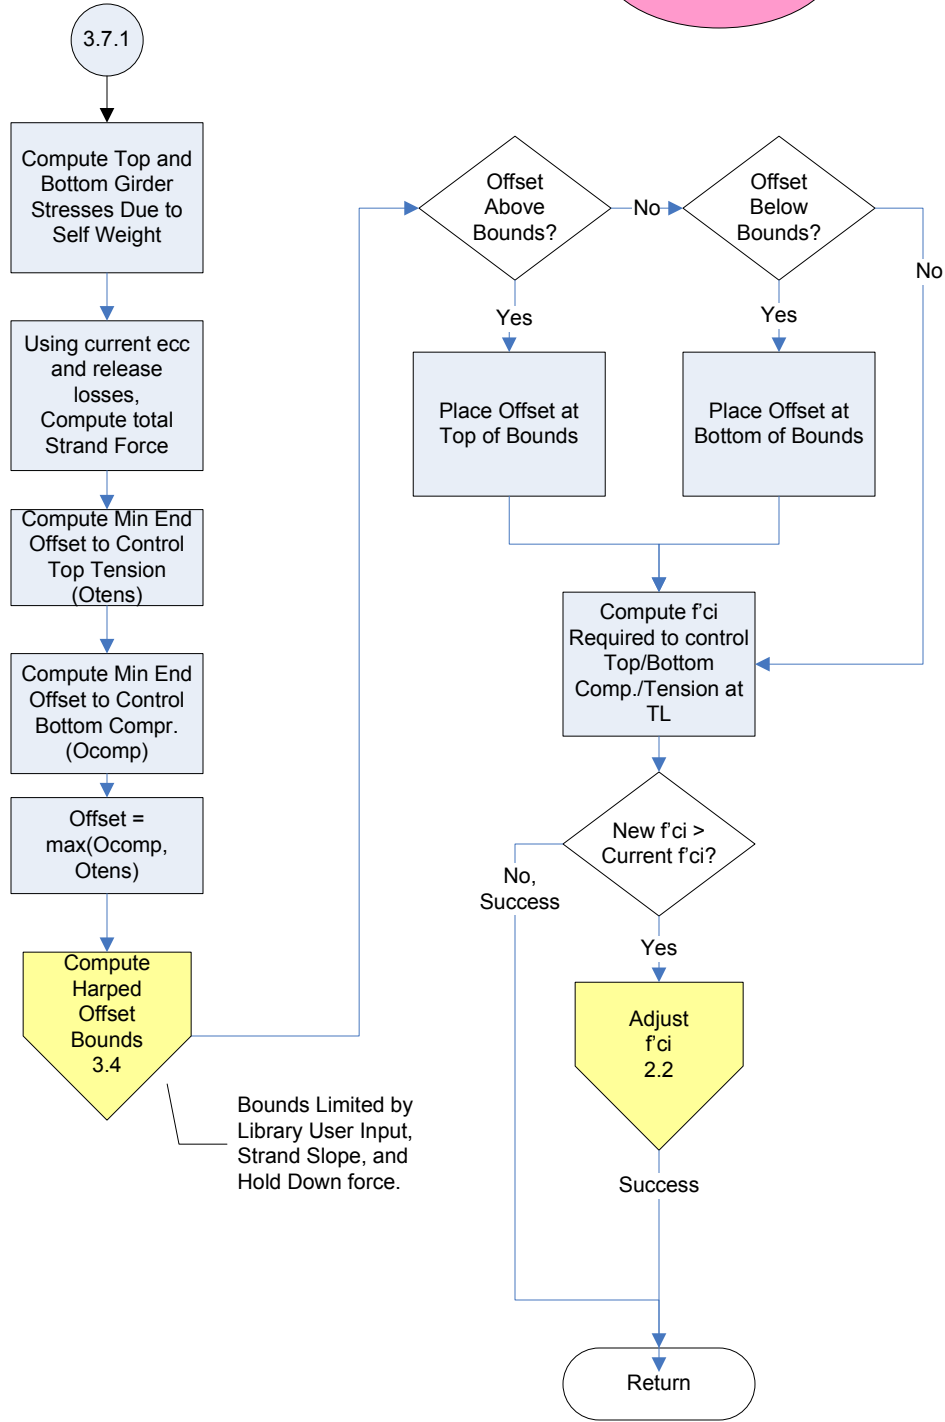 3.7.1
Compute Top and
Bottom Girder
Stresses Due to
Self Weight
Using current ecc
and release
losses,
Compute total
Strand Force
Compute Min End
Offset to Control
Top Tension
(Otens)
Compute Min End
Offset to Control
Bottom Compr.
(Ocomp)
Offset =
max(Ocomp,
Otens)
Compute
Harped
Offset
Bounds
3.4
Bounds Limited by
Library User Input,
Strand Slope, and
Hold Down force.
Offset
Above
Bounds?
No
Offset
Below
Bounds?
No
Yes
Yes
Place Offset at
Top of Bounds
Place Offset at
Bottom of Bounds
Compute f'ci
Required to control
Top/Bottom
Comp./Tension at
TL
New f'ci >
Current f'ci?
No,
Success
Yes
Adjust
f'ci
2.2
Success
Return